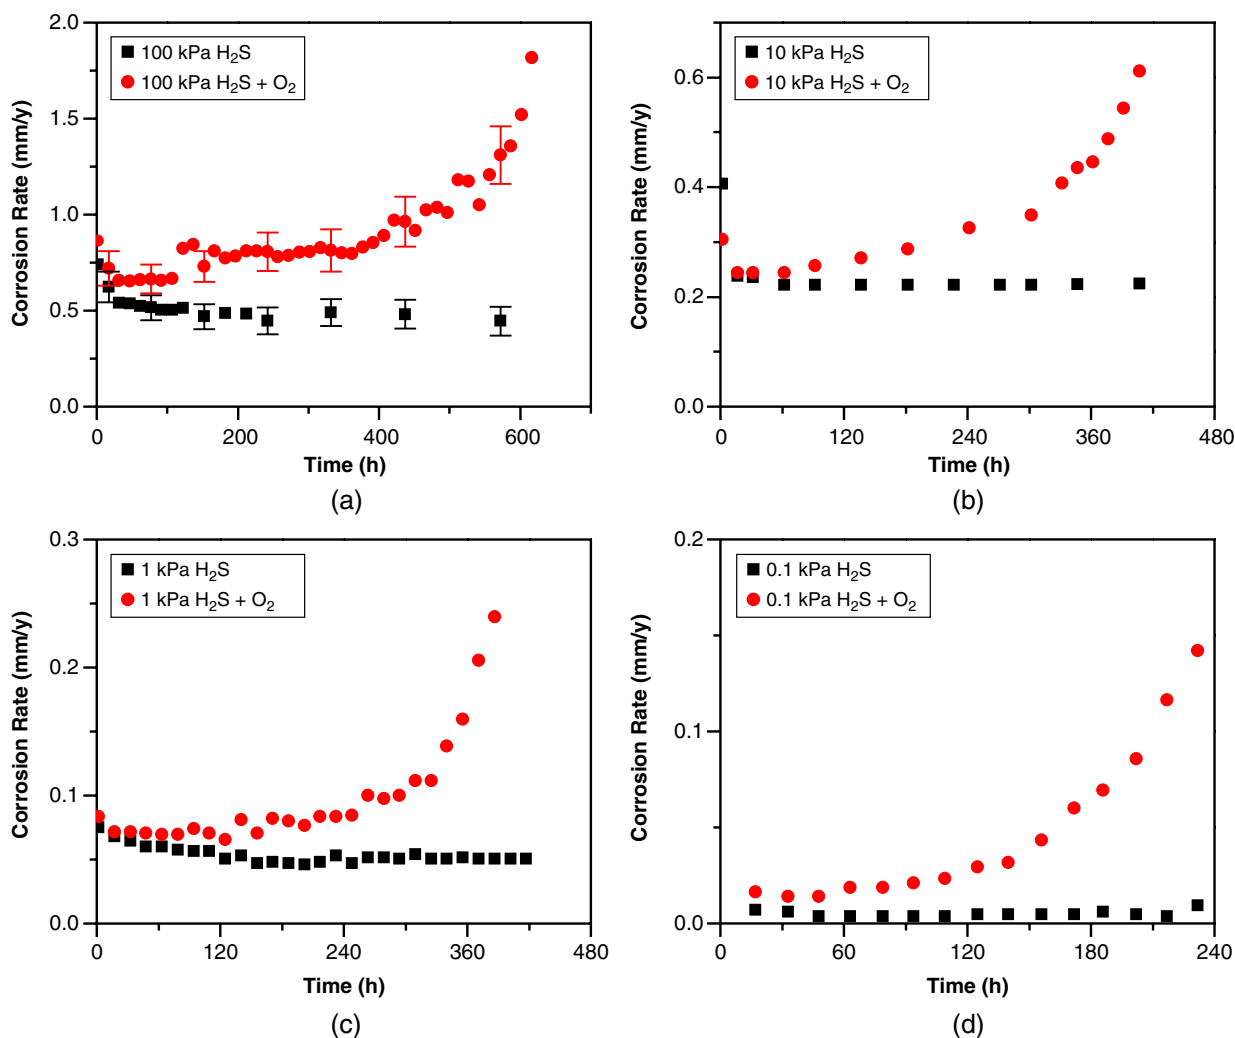 2.0
1.5
1.0
0.5
0.0
Corrosion Rate (mm/y)
100 kPa H₂S
100 kPa H₂S + O₂
0 200 400 600
Time (h)
(a)
0.6
0.4
0.2
0.0
Corrosion Rate (mm/y)
10 kPa H₂S
10 kPa H₂S + O₂
0 120 240 360 480
Time (h)
(b)
0.3
0.2
0.1
0.0
Corrosion Rate (mm/y)
1 kPa H₂S
1 kPa H₂S + O₂
0 120 240 360 480
Time (h)
(c)
0.2
0.1
0.0
Corrosion Rate (mm/y)
0.1 kPa H₂S
0.1 kPa H₂S + O₂
0 60 120 180 240
Time (h)
(d)